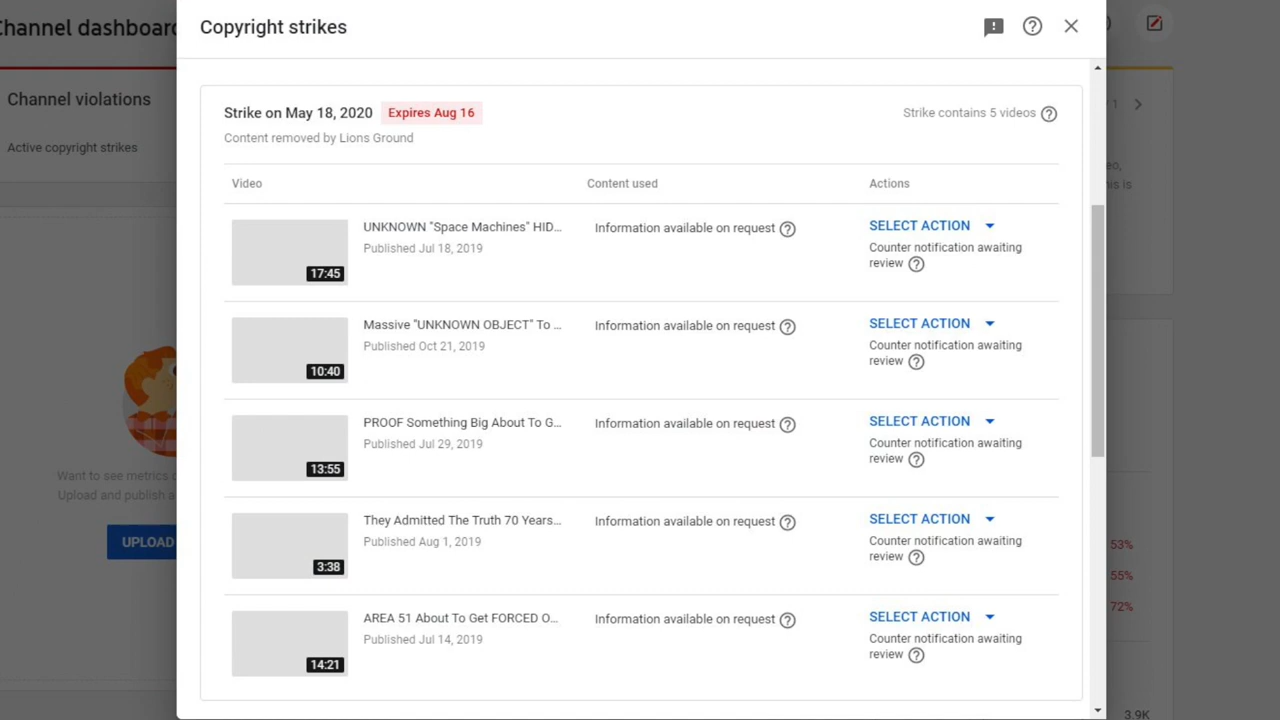 Channel dashboard
Copyright strikes
Channel violations
Active copyright strikes
Strike on May 18, 2020 Expires Aug 16
Strike contains 5 videos
Content removed by Lions Ground
Video Content used Actions
UNKNOWN "Space Machines" HID...
Published Jul 18, 2019
17:45
Information available on request
SELECT ACTION
Counter notification awaiting
review
Massive "UNKNOWN OBJECT" To ...
Published Oct 21, 2019
10:40
Information available on request
SELECT ACTION
Counter notification awaiting
review
PROOF Something Big About To G...
Published Jul 29, 2019
13:55
Information available on request
SELECT ACTION
Counter notification awaiting
review
They Admitted The Truth 70 Years...
Published Aug 1, 2019
3:38
Information available on request
SELECT ACTION
Counter notification awaiting
review
AREA 51 About To Get FORCED O...
Published Jul 14, 2019
14:21
Information available on request
SELECT ACTION
Counter notification awaiting
review
Want to see metrics
Upload and publish a
UPLOAD
1
eo,
his is
53%
55%
72%
3.9K